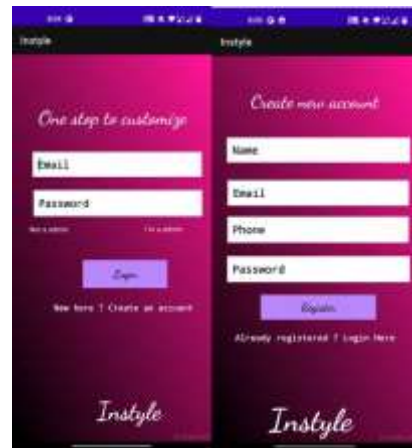 Instyle
One step to customize
Email
Password
Login
New here ? Create an account
Instyle
Instyle
Create new account
Name
Email
Phone
Password
Register
Already registered ? Login Here
Instyle